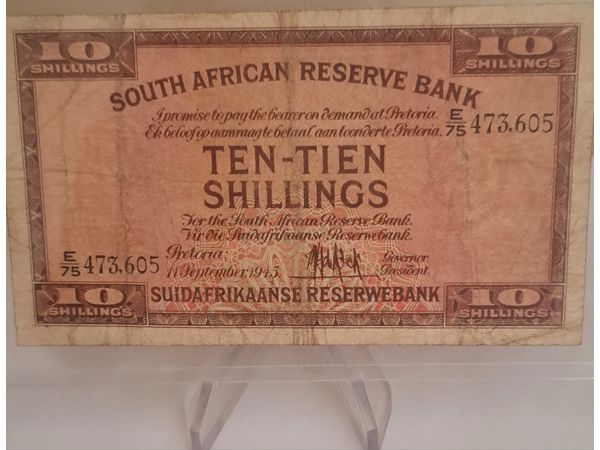 10 10
SHILLINGS SHILLINGS
SOUTH AFRICAN RESERVE BANK
I promise to pay the bearer on demand at Pretoria.
Ek beloof op aanvraag te betaal aan toonder te Pretoria.
E/75 473,605
TEN-TIEN
SHILLINGS
For the South African Reserve Bank.
Vir die Suidafrikaanse Reserwebank.
E/75 473,605
Pretoria
Governor
11 September 1943
President
SUIDAFRIKAANSE RESERWEBANK
10 10
SHILLINGS SHILLINGS